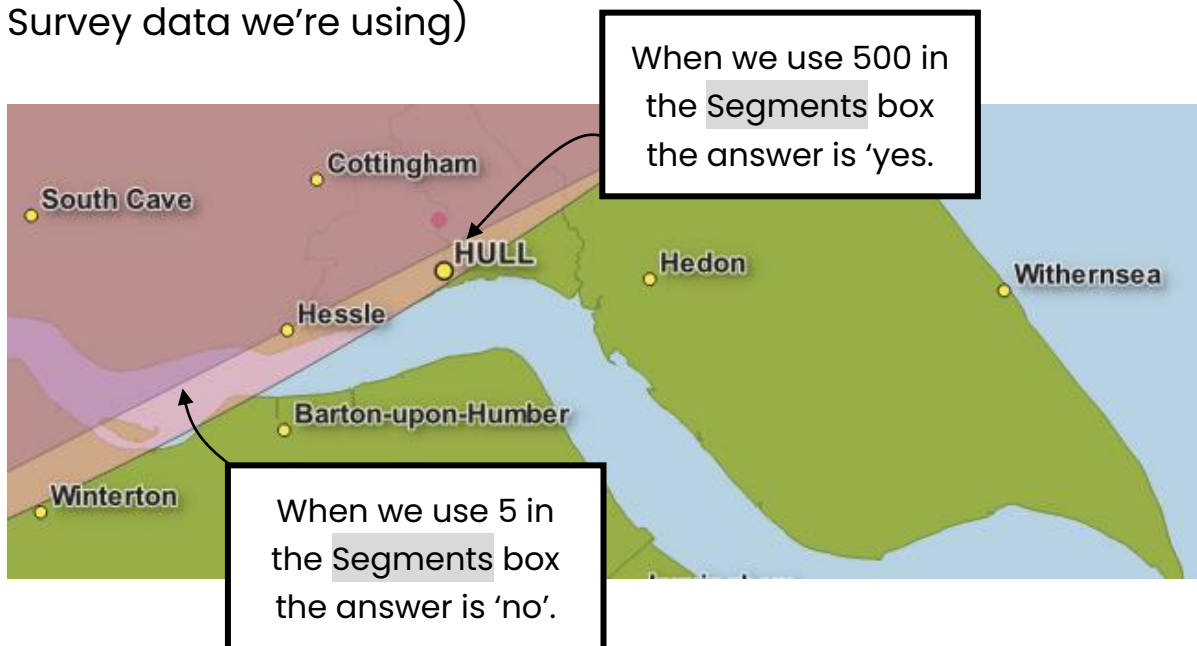 Survey data we’re using)
When we use 500 in
the Segments box
the answer is ‘yes.
Cottingham
South Cave
HULL
Hedon
Withernsea
Hessle
Barton-upon-Humber
Winterton
When we use 5 in
the Segments box
the answer is ‘no’.